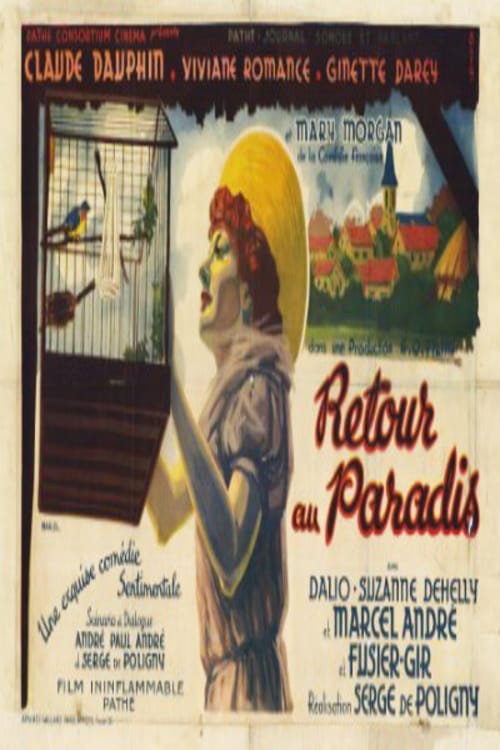 PATHE CONSORTIUM CINEMA présente
PATHÉ-JOURNAL SONORE ET PARLANT
CLAUDE DAUPHIN • VIVIANE ROMANCE • GINETTE DAREY
et MARY MORGAN
de la Comédie Française
dans une Production
Retour
au Paradis
avec
DALIO - SUZANNE DEHELLY
et MARCEL ANDRÉ
et FUSIER-GIR
Réalisation SERGE DE POLIGNY
Une exquise comédie
Sentimentale
Scénario & Dialogue
ANDRÉ PAUL ANDRÉ
& SERGE DE POLIGNY
FILM ININFLAMMABLE
PATHÉ